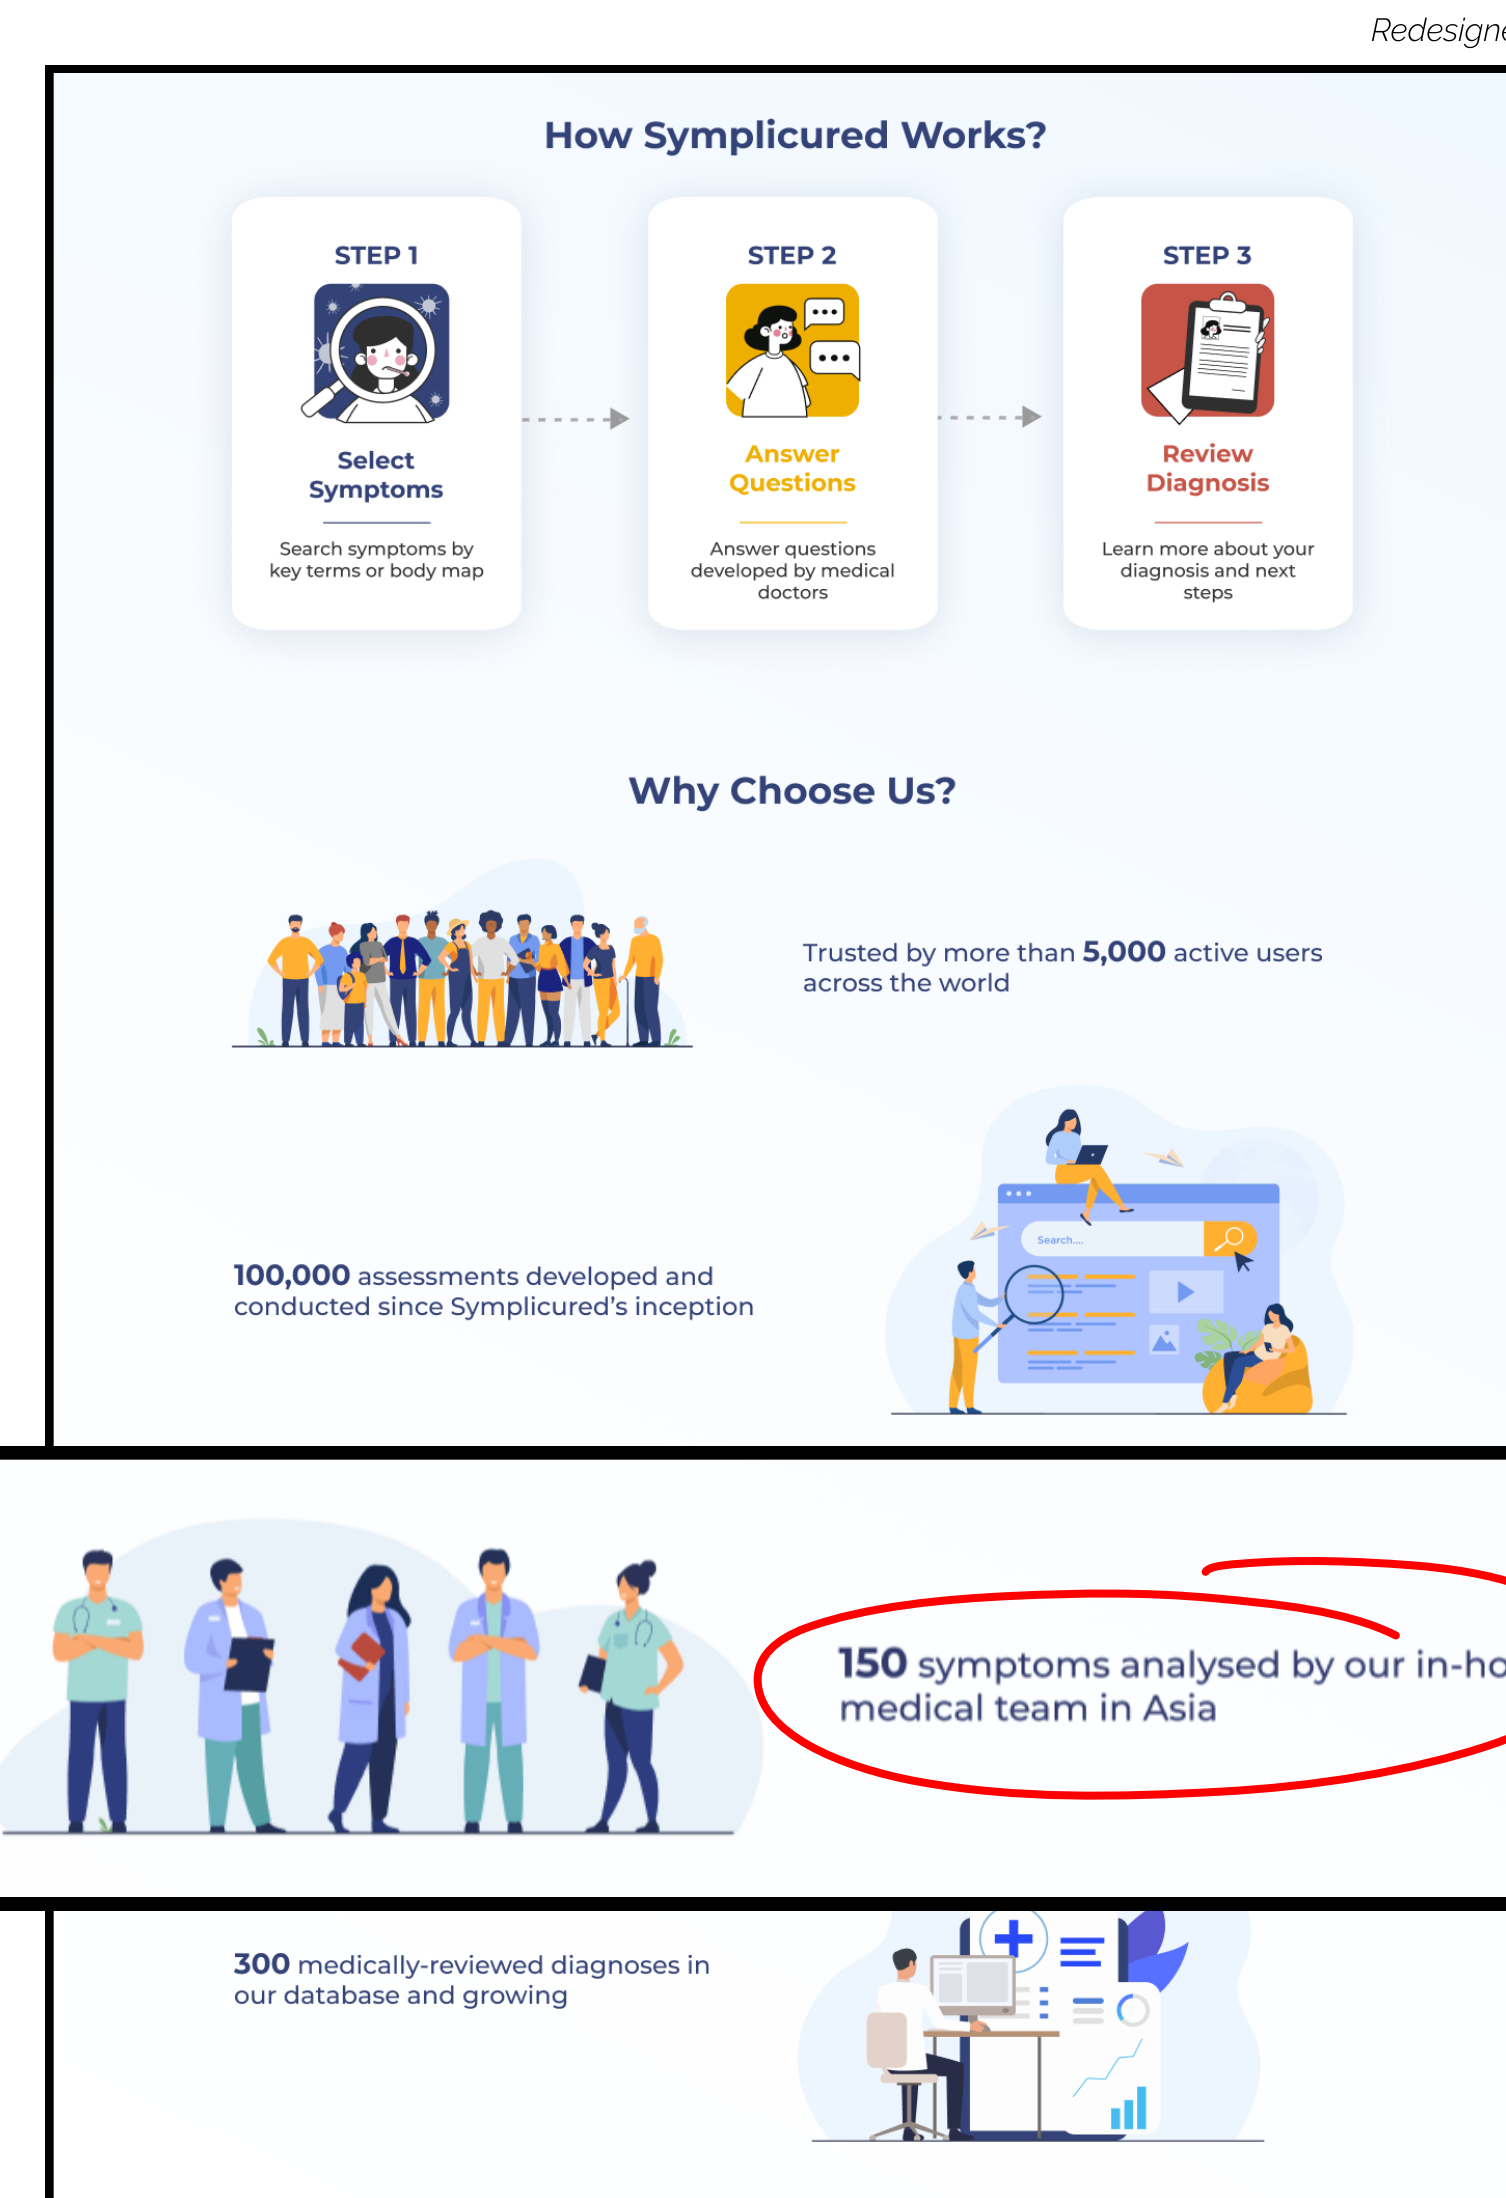 Redesigne
How Symplicured Works?
STEP 1
Select
Symptoms
Search symptoms by
key terms or body map
STEP 2
Answer
Questions
Answer questions
developed by medical
doctors
STEP 3
Review
Diagnosis
Learn more about your
diagnosis and next
steps
Why Choose Us?
Trusted by more than 5,000 active users
across the world
Search....
100,000 assessments developed and
conducted since Symplicured's inception
150 symptoms analysed by our in-ho
medical team in Asia
300 medically-reviewed diagnoses in
our database and growing